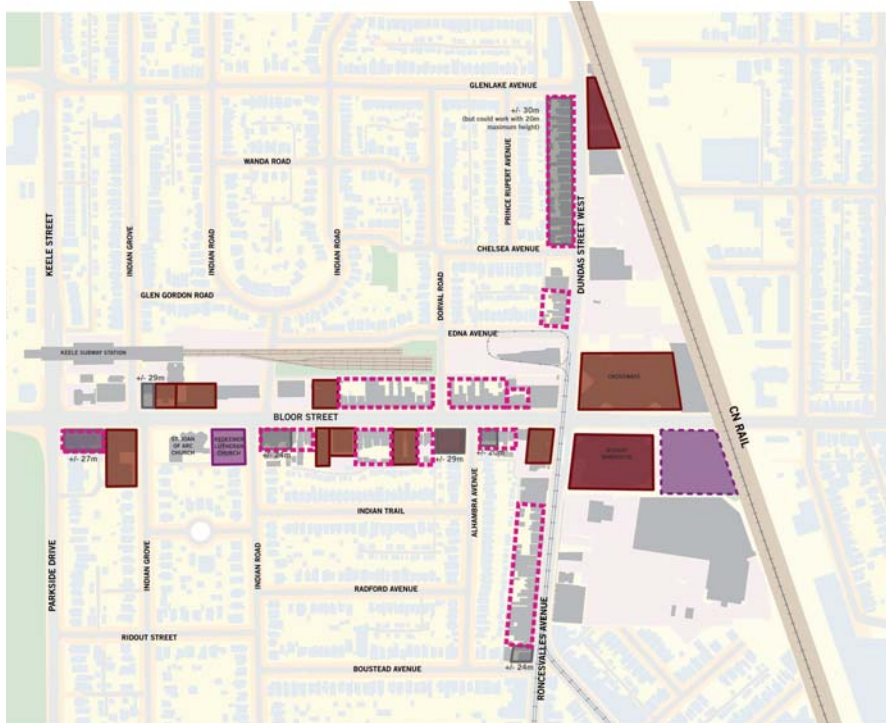 GLENLAKE AVENUE
+/- 30m
(but could work with 20m
maximum height)
WANDA ROAD
PRINCE RUPERT AVENUE
DUNDAS STREET WEST
CHELSEA AVENUE
KEELE STREET
INDIAN GROVE
INDIAN ROAD
INDIAN ROAD
DORVAL ROAD
GLEN GORDON ROAD
EDNA AVENUE
KEELE SUBWAY STATION
CROSSWAYS
+/- 29m
BLOOR STREET
CN RAIL
ST. JOAN
OF ARC
CHURCH
REDEEMER
LUTHERAN
CHURCH
+/- 27m
+/- 24m
+/- 29m
INDIAN TRAIL
ALHAMBRA AVENUE
PARKSIDE DRIVE
INDIAN GROVE
INDIAN ROAD
RADFORD AVENUE
RIDOUT STREET
BOUSTEAD AVENUE
RONCESVALLES AVENUE
+/- 24m